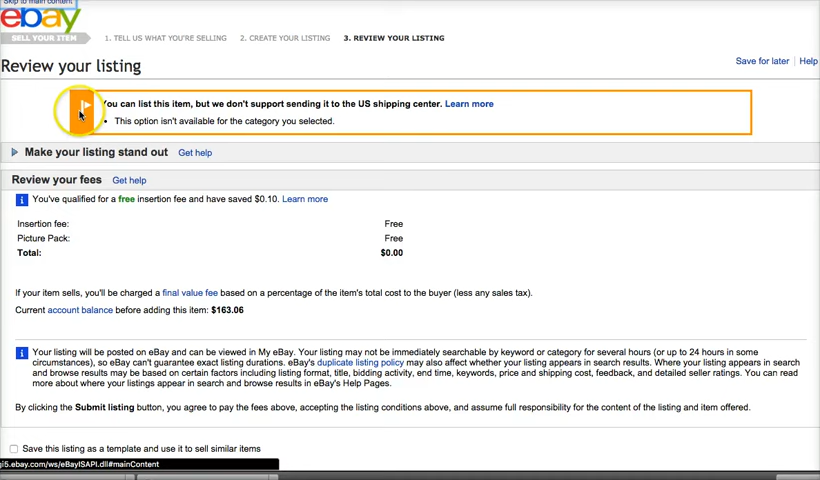 Skip to main content
ebay
SELL YOUR ITEM 1. TELL US WHAT YOU'RE SELLING 2. CREATE YOUR LISTING 3. REVIEW YOUR LISTING
Review your listing
Save for later | Help
You can list this item, but we don't support sending it to the US shipping center. Learn more
• This option isn't available for the category you selected.
Make your listing stand out Get help
Review your fees Get help
You've qualified for a free insertion fee and have saved $0.10. Learn more
Insertion fee: Free
Picture Pack: Free
Total: $0.00
If your item sells, you'll be charged a final value fee based on a percentage of the item's total cost to the buyer (less any sales tax).
Current account balance before adding this item: $163.06
Your listing will be posted on eBay and can be viewed in My eBay. Your listing may not be immediately searchable by keyword or category for several hours (or up to 24 hours in some
circumstances), so eBay can't guarantee exact listing durations. eBay's duplicate listing policy may also affect whether your listing appears in search results. Where your listing appears in
search and browse results may be based on certain factors including listing format, title, bidding activity, end time, keywords, price and shipping cost, feedback, and detailed seller ratings. You can read
more about where your listings appear in search and browse results in eBay's Help Pages.
By clicking the Submit listing button, you agree to pay the fees above, accepting the listing conditions above, and assume full responsibility for the content of the listing and item offered.
Save this listing as a template and use it to sell similar items
gi5.ebay.com/ws/eBayISAPI.dll#mainContent